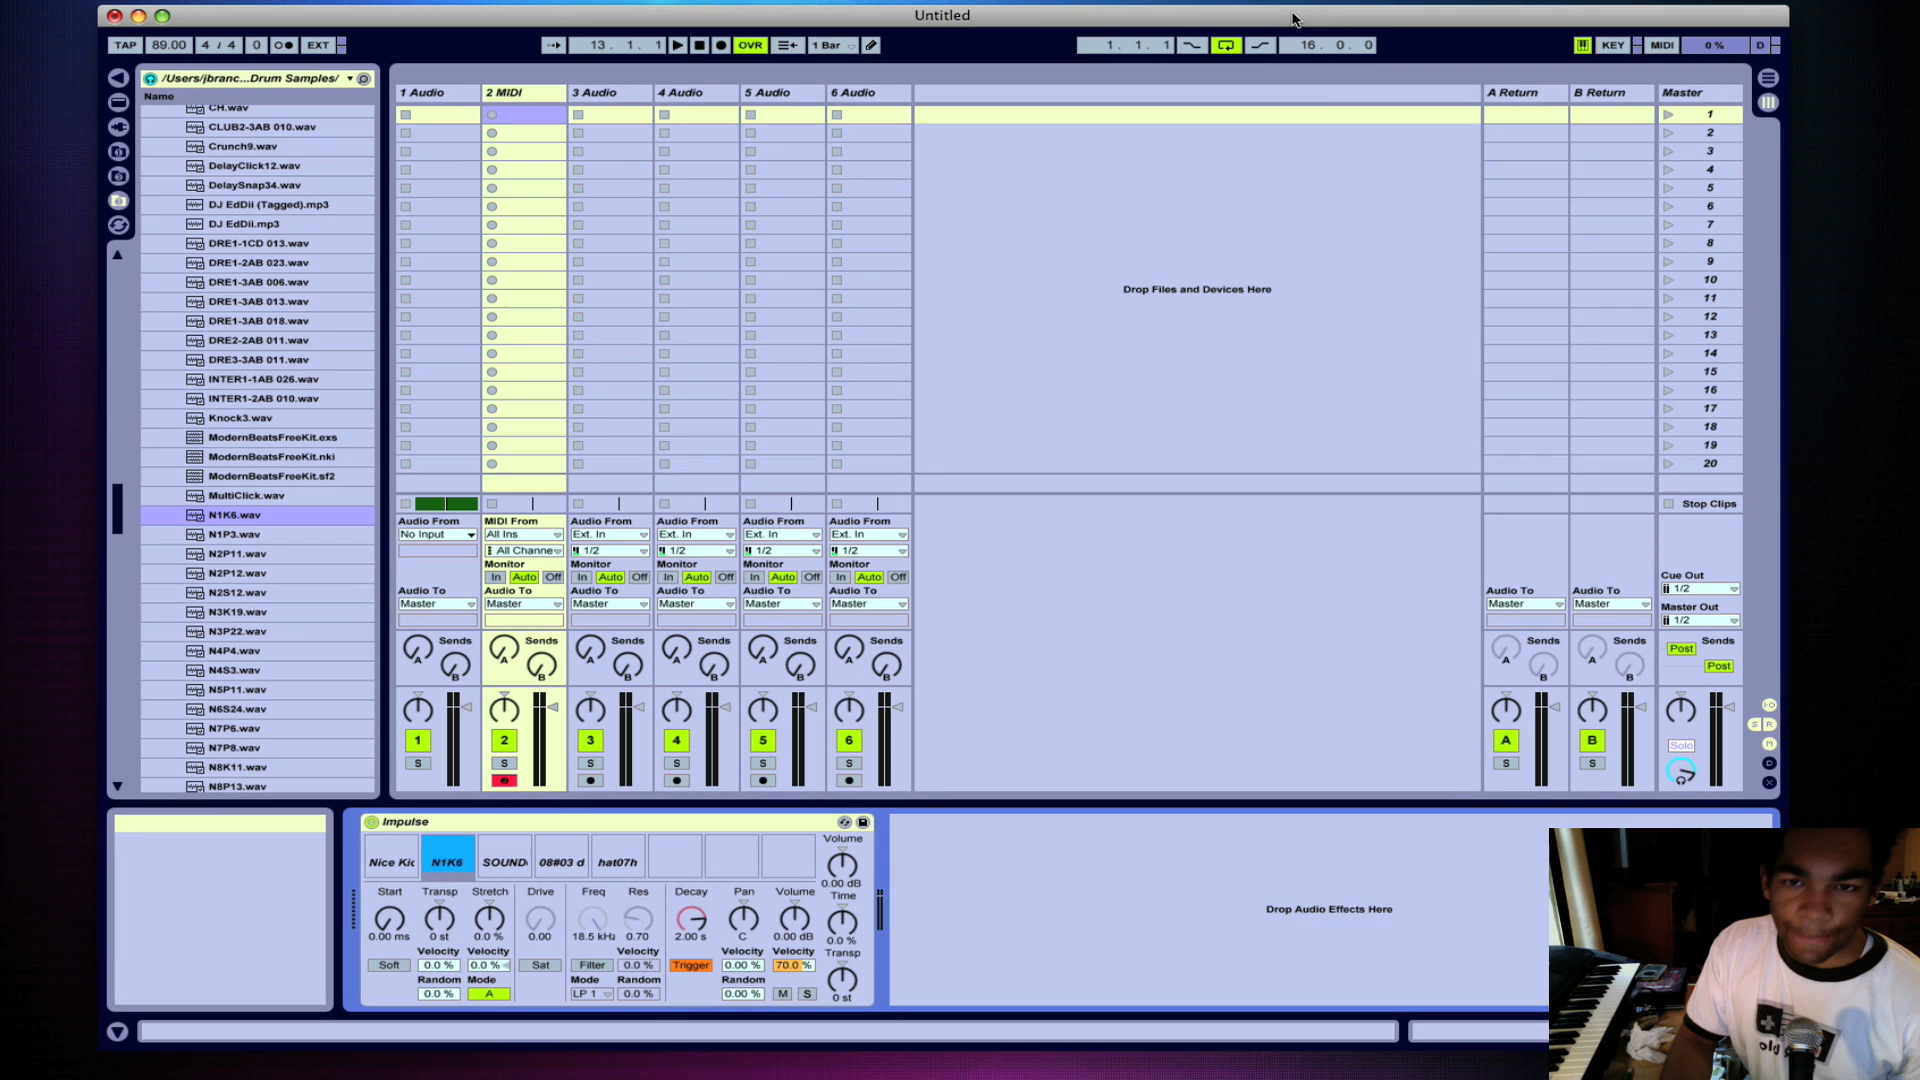 Untitled
TAP 89.00 4 / 4 0 EXT 13. 1. 1 OVR 1 Bar 1. 1. 1 16. 0. 0 KEY MIDI 0 % D
/Users/jbranc...Drum Samples/
Name
CH.wav
CLUB2-3AB 010.wav
Crunch9.wav
DelayClick12.wav
DelaySnap34.wav
DJ EdDii (Tagged).mp3
DJ EdDii.mp3
DRE1-1CD 013.wav
DRE1-2AB 023.wav
DRE1-3AB 006.wav
DRE1-3AB 013.wav
DRE1-3AB 018.wav
DRE2-2AB 011.wav
DRE3-3AB 011.wav
INTER1-1AB 026.wav
INTER1-2AB 010.wav
Knock3.wav
ModernBeatsFreeKit.exs
ModernBeatsFreeKit.nki
ModernBeatsFreeKit.sf2
MultiClick.wav
N1K6.wav
N1P3.wav
N2P11.wav
N2P12.wav
N2S12.wav
N3K19.wav
N3P22.wav
N4P4.wav
N4S3.wav
N5P11.wav
N6S24.wav
N7P6.wav
N7P8.wav
N8K11.wav
N8P13.wav
1 Audio 2 MIDI 3 Audio 4 Audio 5 Audio 6 Audio A Return B Return Master
1
2
3
4
5
6
7
8
9
10
11
12
13
14
15
16
17
18
19
20
Drop Files and Devices Here
Stop Clips
Audio From MIDI From Audio From Audio From Audio From Audio From
No Input All Ins Ext. In Ext. In Ext. In Ext. In
All Channe 1/2 1/2 1/2 1/2
Monitor Monitor Monitor Monitor Monitor
In Auto Off In Auto Off In Auto Off In Auto Off In Auto Off
Cue Out
1/2
Audio To Audio To Audio To Audio To Audio To Audio To Audio To Audio To
Master Master Master Master Master Master Master Master
Master Out
1/2
Sends Sends Sends Sends Sends Sends Sends Sends Sends
A A A A A A A A Post
B B B B B B B B Post
1 2 3 4 5 6 A B Solo
S S S S S S S S
S R
M
D
X
Impulse
Nice Kic N1K6 SOUND 08#03 d hat07h
Volume
0.00 dB
Time
0.0 %
Transp
0 st
Start Transp Stretch Drive Freq Res Decay Pan Volume
0.00 ms 0 st 0.0 % 0.00 18.5 kHz 0.70 2.00 s C 0.00 dB
Velocity Velocity Velocity Velocity Velocity
Soft 0.0 % 0.0 % Sat Filter 0.0 % Trigger 0.00 % 70.0 %
Random Mode Mode Random Random
0.0 % A LP 1 0.0 % 0.00 % M S
Drop Audio Effects Here
old